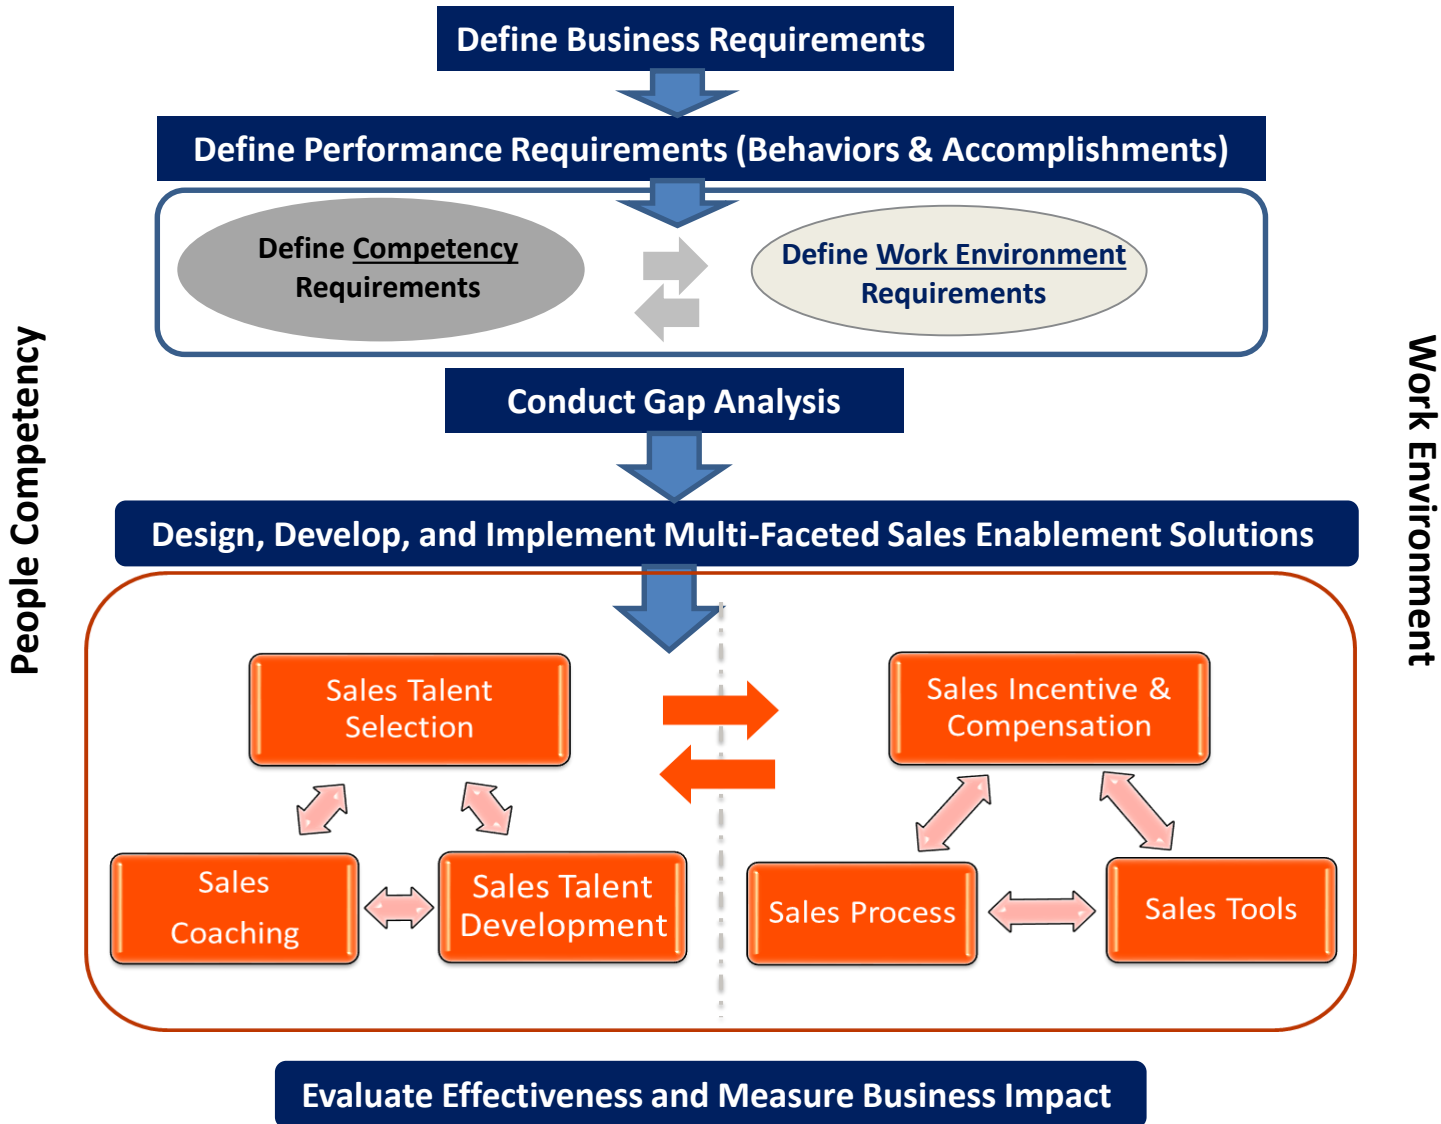 Define Business Requirements
Define Performance Requirements (Behaviors & Accomplishments)
Define Competency
Requirements
Define Work Environment
Requirements
People Competency
Work Environment
Conduct Gap Analysis
Design, Develop, and Implement Multi-Faceted Sales Enablement Solutions
Sales Talent
Selection
Sales Incentive &
Compensation
Sales
Coaching
Sales Talent
Development
Sales Process
Sales Tools
Evaluate Effectiveness and Measure Business Impact